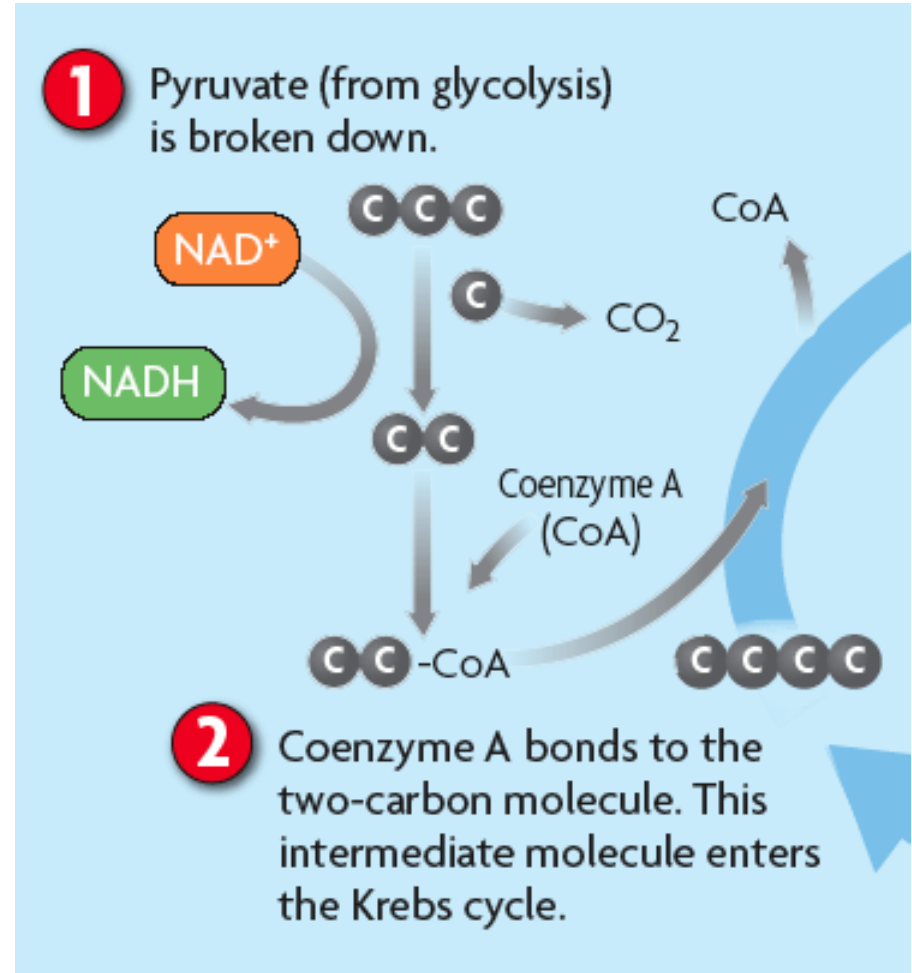 1 Pyruvate (from glycolysis)
is broken down.
C C C
CoA
NAD⁺
C
CO₂
NADH
C C
Coenzyme A
(CoA)
C C -CoA
C C C C
2 Coenzyme A bonds to the
two-carbon molecule. This
intermediate molecule enters
the Krebs cycle.